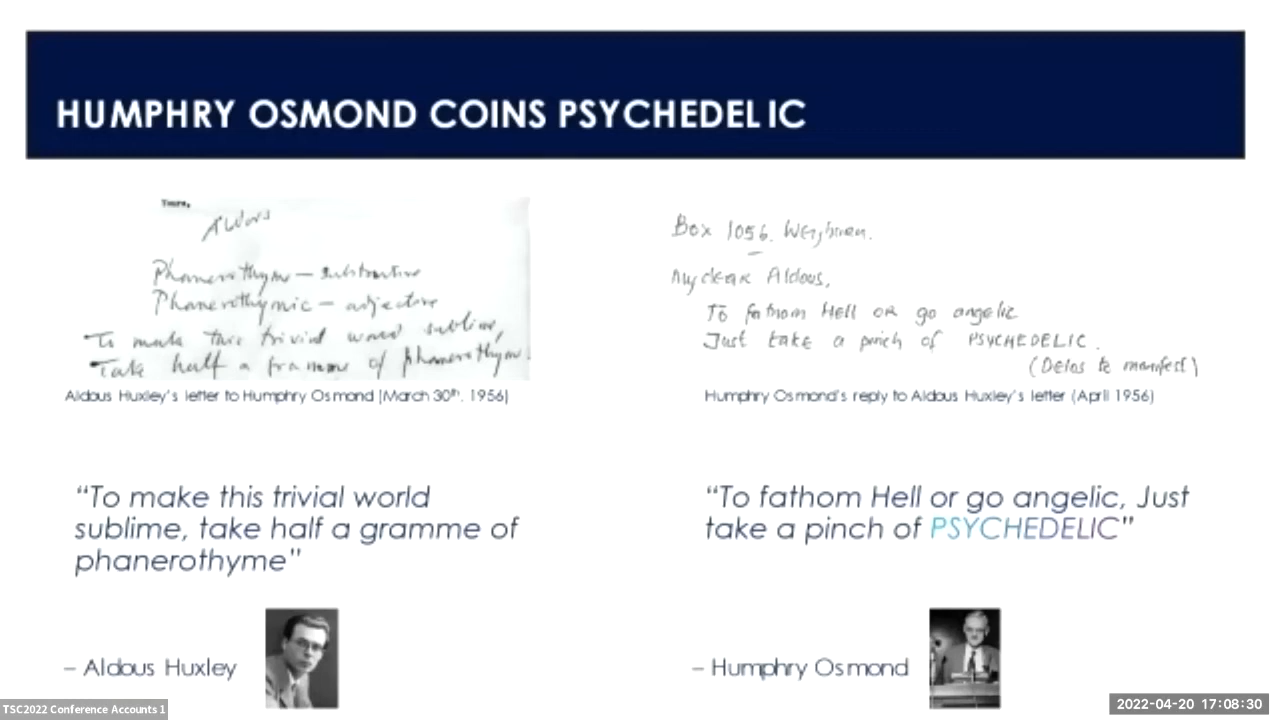 HUMPHRY OSMOND COINS PSYCHEDELIC
Yours,
Aldous
Phanerothyme — substantive
Phanerothymic — adjective
To make this trivial world sublime,
Take half a gramme of phanerothyme.
Aldous Huxley's letter to Humphry Osmond (March 30th, 1956)
Box 1056. Weyburn.
My dear Aldous,
To fathom Hell or go angelic
Just take a pinch of PSYCHEDELIC.
(Delos to manifest)
Humphry Osmond's reply to Aldous Huxley's letter (April 1956)
“To make this trivial world
sublime, take half a gramme of
phanerothyme”
– Aldous Huxley
“To fathom Hell or go angelic, Just
take a pinch of PSYCHEDELIC”
– Humphry Osmond
TSC2022 Conference Accounts 1
2022-04-20 17:08:30